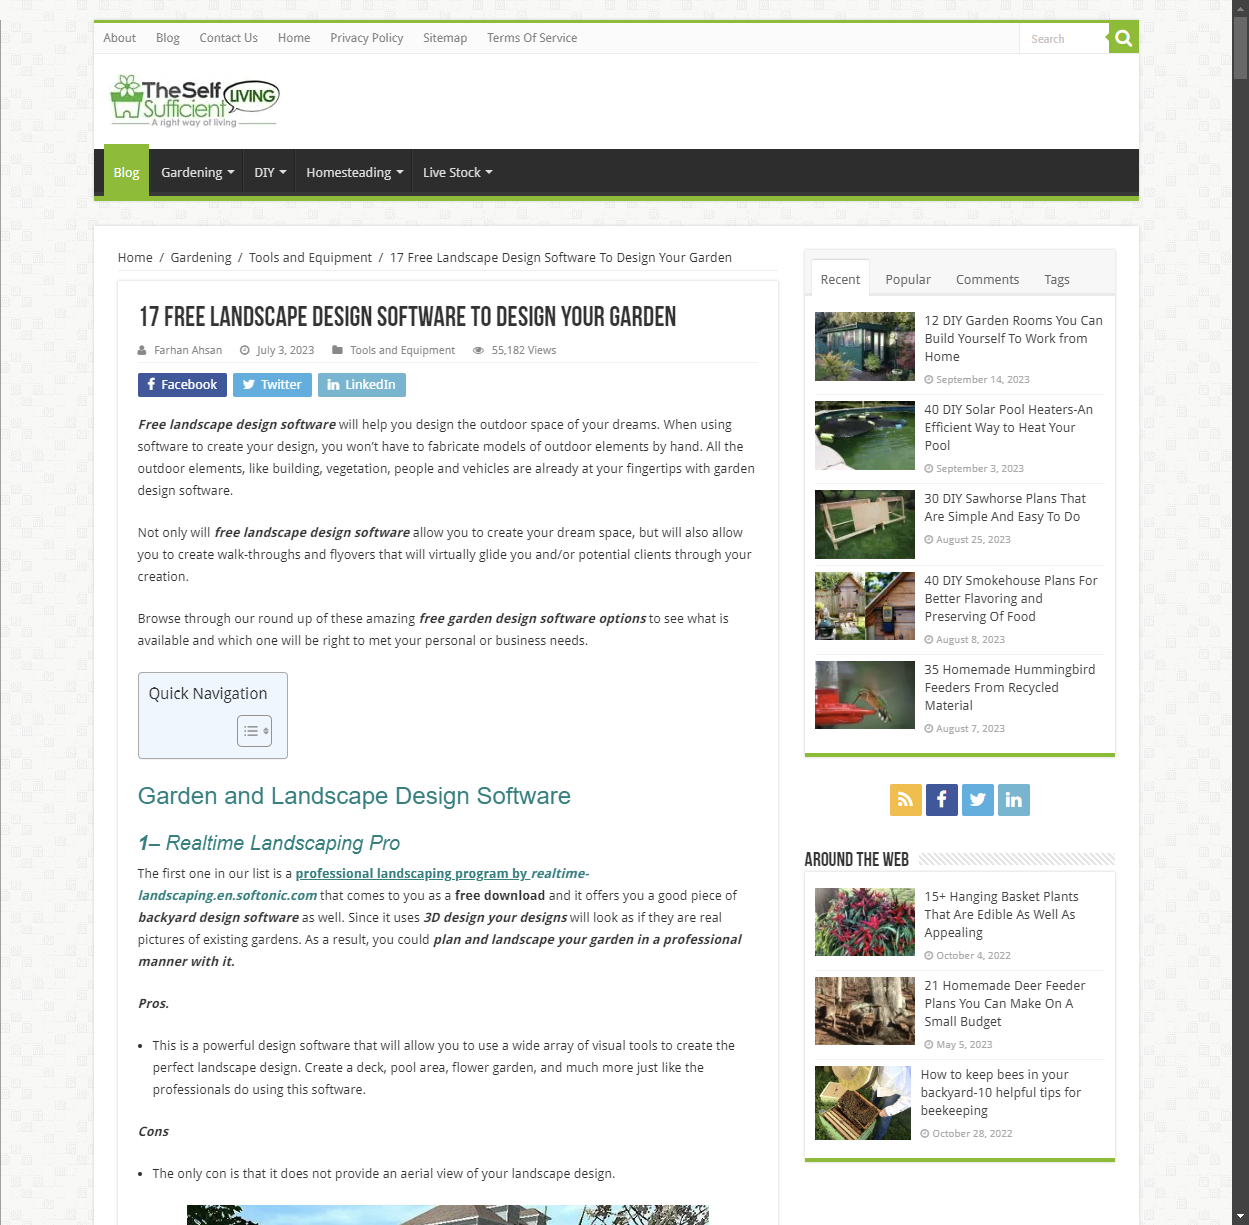 About Blog Contact Us Home Privacy Policy Sitemap Terms Of Service Search
TheSelf Sufficient LIVING
A right way of living
Blog Gardening DIY Homesteading Live Stock
Home / Gardening / Tools and Equipment / 17 Free Landscape Design Software To Design Your Garden
17 FREE LANDSCAPE DESIGN SOFTWARE TO DESIGN YOUR GARDEN
Farhan Ahsan July 3, 2023 Tools and Equipment 55,182 Views
Facebook Twitter LinkedIn
Free landscape design software will help you design the outdoor space of your dreams. When using
software to create your design, you won’t have to fabricate models of outdoor elements by hand. All the
outdoor elements, like building, vegetation, people and vehicles are already at your fingertips with garden
design software.
Not only will free landscape design software allow you to create your dream space, but will also allow
you to create walk-throughs and flyovers that will virtually glide you and/or potential clients through your
creation.
Browse through our round up of these amazing free garden design software options to see what is
available and which one will be right to met your personal or business needs.
Quick Navigation
Garden and Landscape Design Software
1– Realtime Landscaping Pro
The first one in our list is a professional landscaping program by realtime-
landscaping.en.softonic.com that comes to you as a free download and it offers you a good piece of
backyard design software as well. Since it uses 3D design your designs will look as if they are real
pictures of existing gardens. As a result, you could plan and landscape your garden in a professional
manner with it.
Pros.
• This is a powerful design software that will allow you to use a wide array of visual tools to create the
perfect landscape design. Create a deck, pool area, flower garden, and much more just like the
professionals do using this software.
Cons
• The only con is that it does not provide an aerial view of your landscape design.
Recent Popular Comments Tags
12 DIY Garden Rooms You Can
Build Yourself To Work from
Home
September 14, 2023
40 DIY Solar Pool Heaters-An
Efficient Way to Heat Your
Pool
September 3, 2023
30 DIY Sawhorse Plans That
Are Simple And Easy To Do
August 25, 2023
40 DIY Smokehouse Plans For
Better Flavoring and
Preserving Of Food
August 8, 2023
35 Homemade Hummingbird
Feeders From Recycled
Material
August 7, 2023
AROUND THE WEB
15+ Hanging Basket Plants
That Are Edible As Well As
Appealing
October 4, 2022
21 Homemade Deer Feeder
Plans You Can Make On A
Small Budget
May 5, 2023
How to keep bees in your
backyard-10 helpful tips for
beekeeping
October 28, 2022